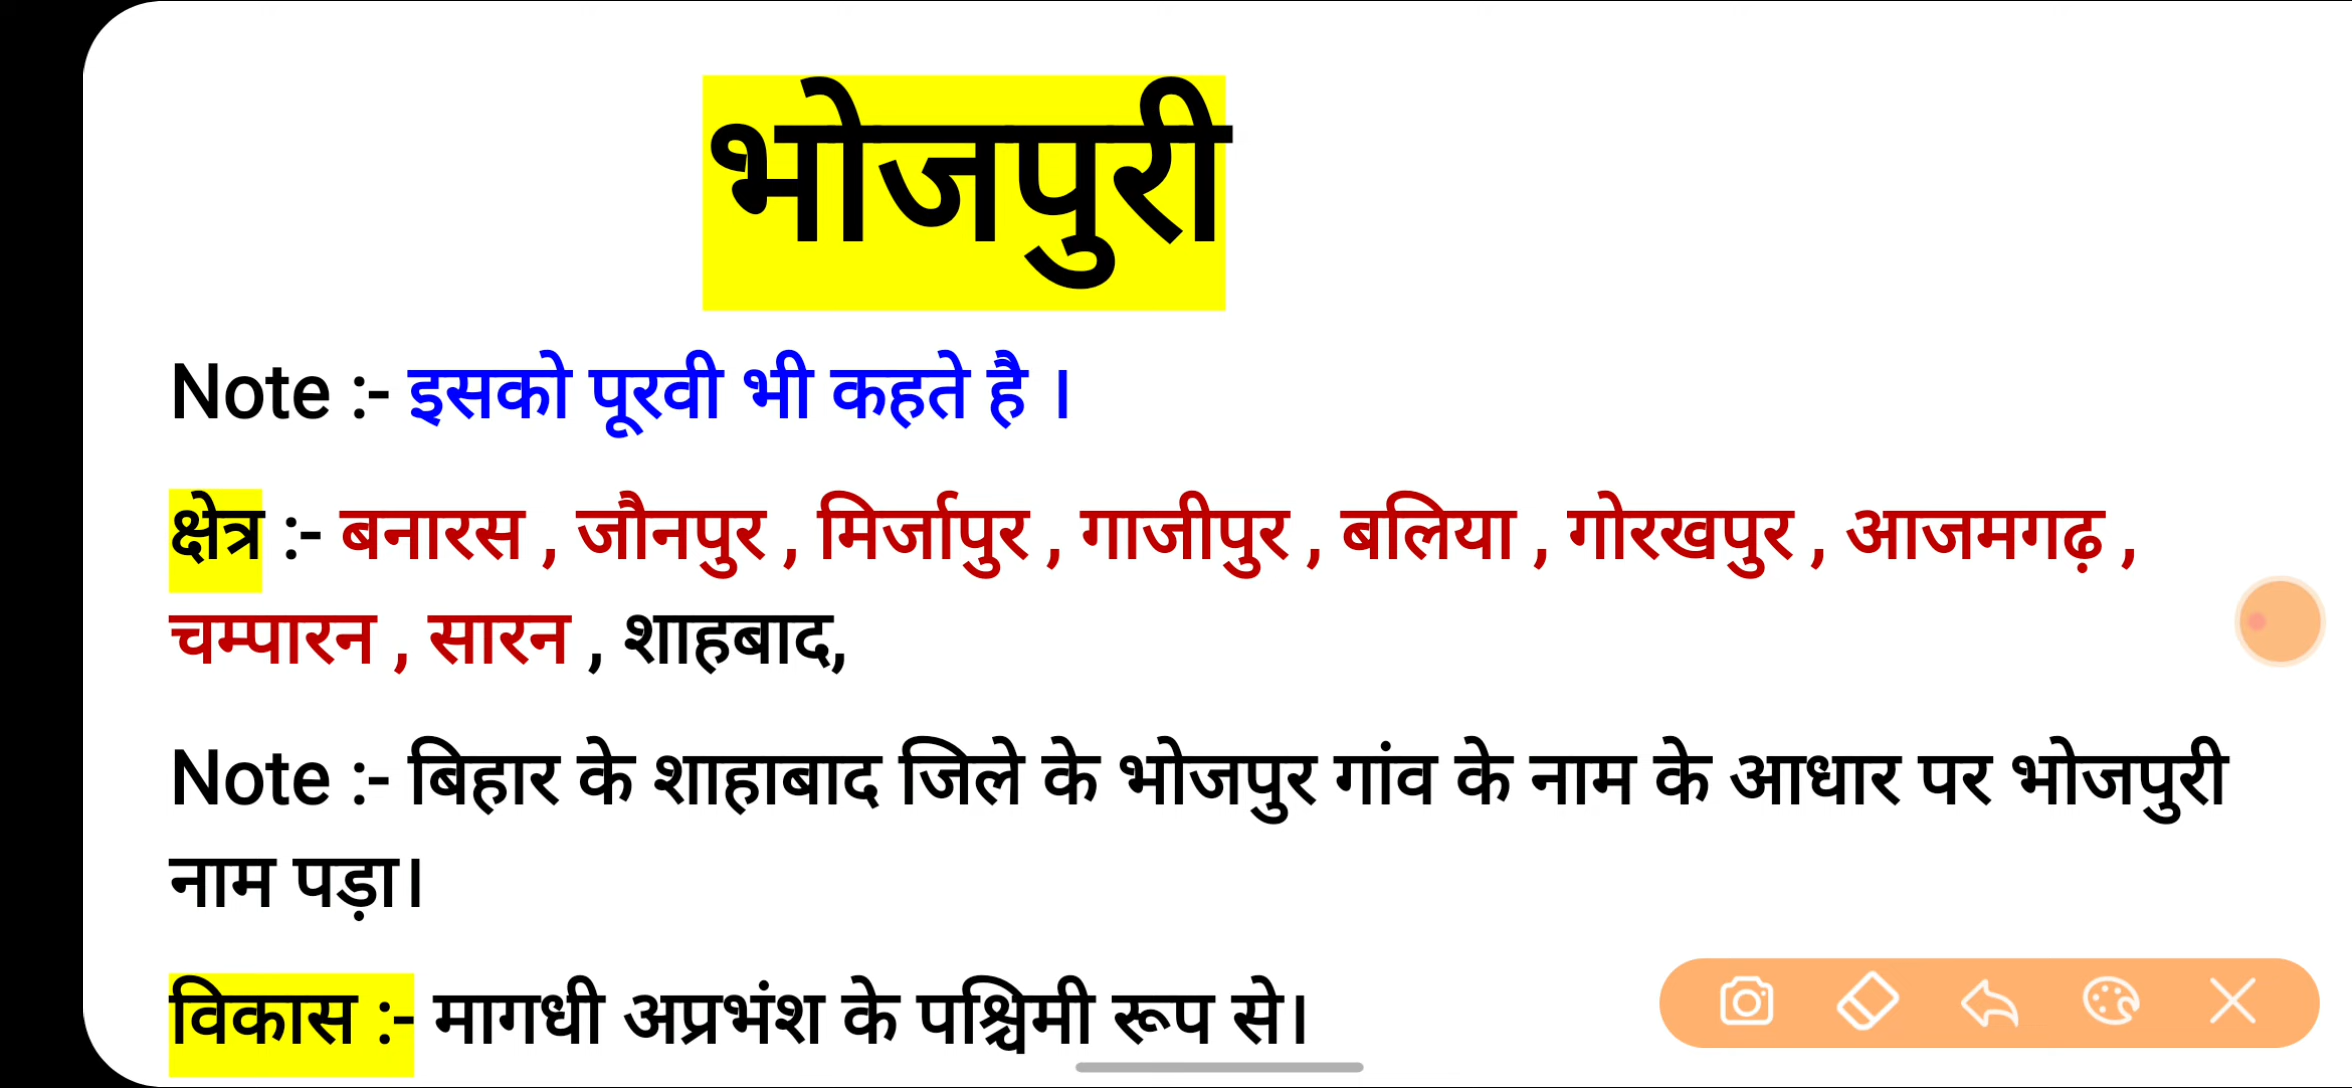 भोजपुरी
Note :- इसको पूरवी भी कहते है ।
क्षेत्र :- बनारस , जौनपुर , मिर्जापुर , गाजीपुर , बलिया , गोरखपुर , आजमगढ़ ,
चम्पारन , सारन , शाहबाद,
Note :- बिहार के शाहाबाद जिले के भोजपुर गांव के नाम के आधार पर भोजपुरी
नाम पड़ा।
विकास :- मागधी अप्रभंश के पश्चिमी रूप से।